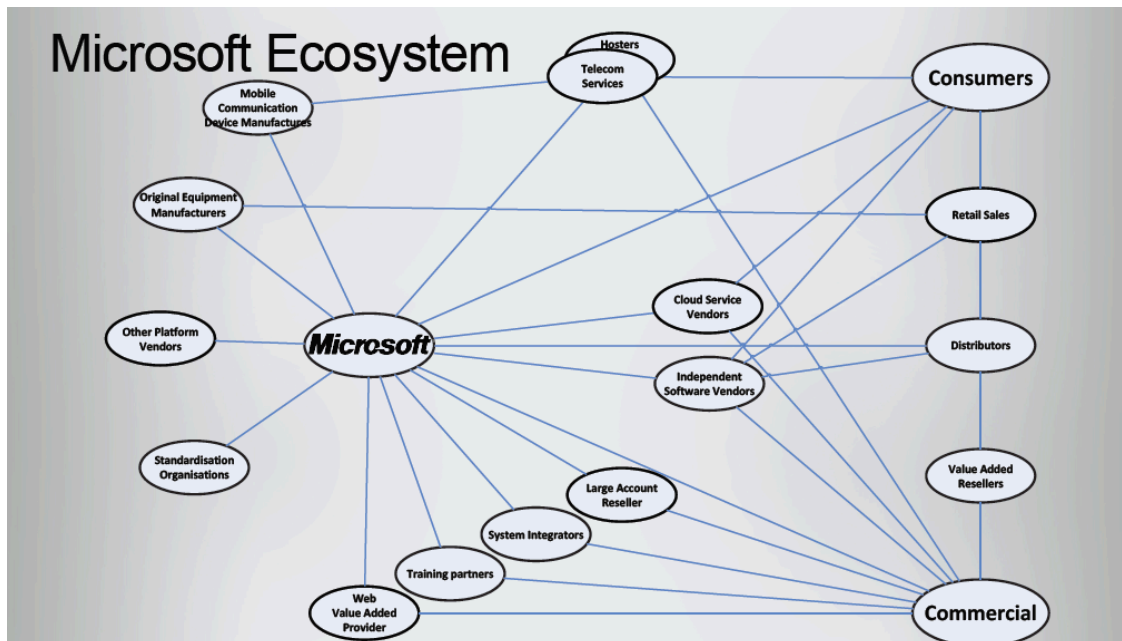 Microsoft Ecosystem
Hosters
Telecom
Services
Consumers
Mobile
Communication
Device Manufactures
Original Equipment
Manufacturers
Retail Sales
Cloud Service
Vendors
Other Platform
Vendors
Microsoft
Distributors
Independent
Software Vendors
Standardisation
Organisations
Value Added
Resellers
Large Account
Reseller
System Integrators
Training partners
Web
Value Added
Provider
Commercial